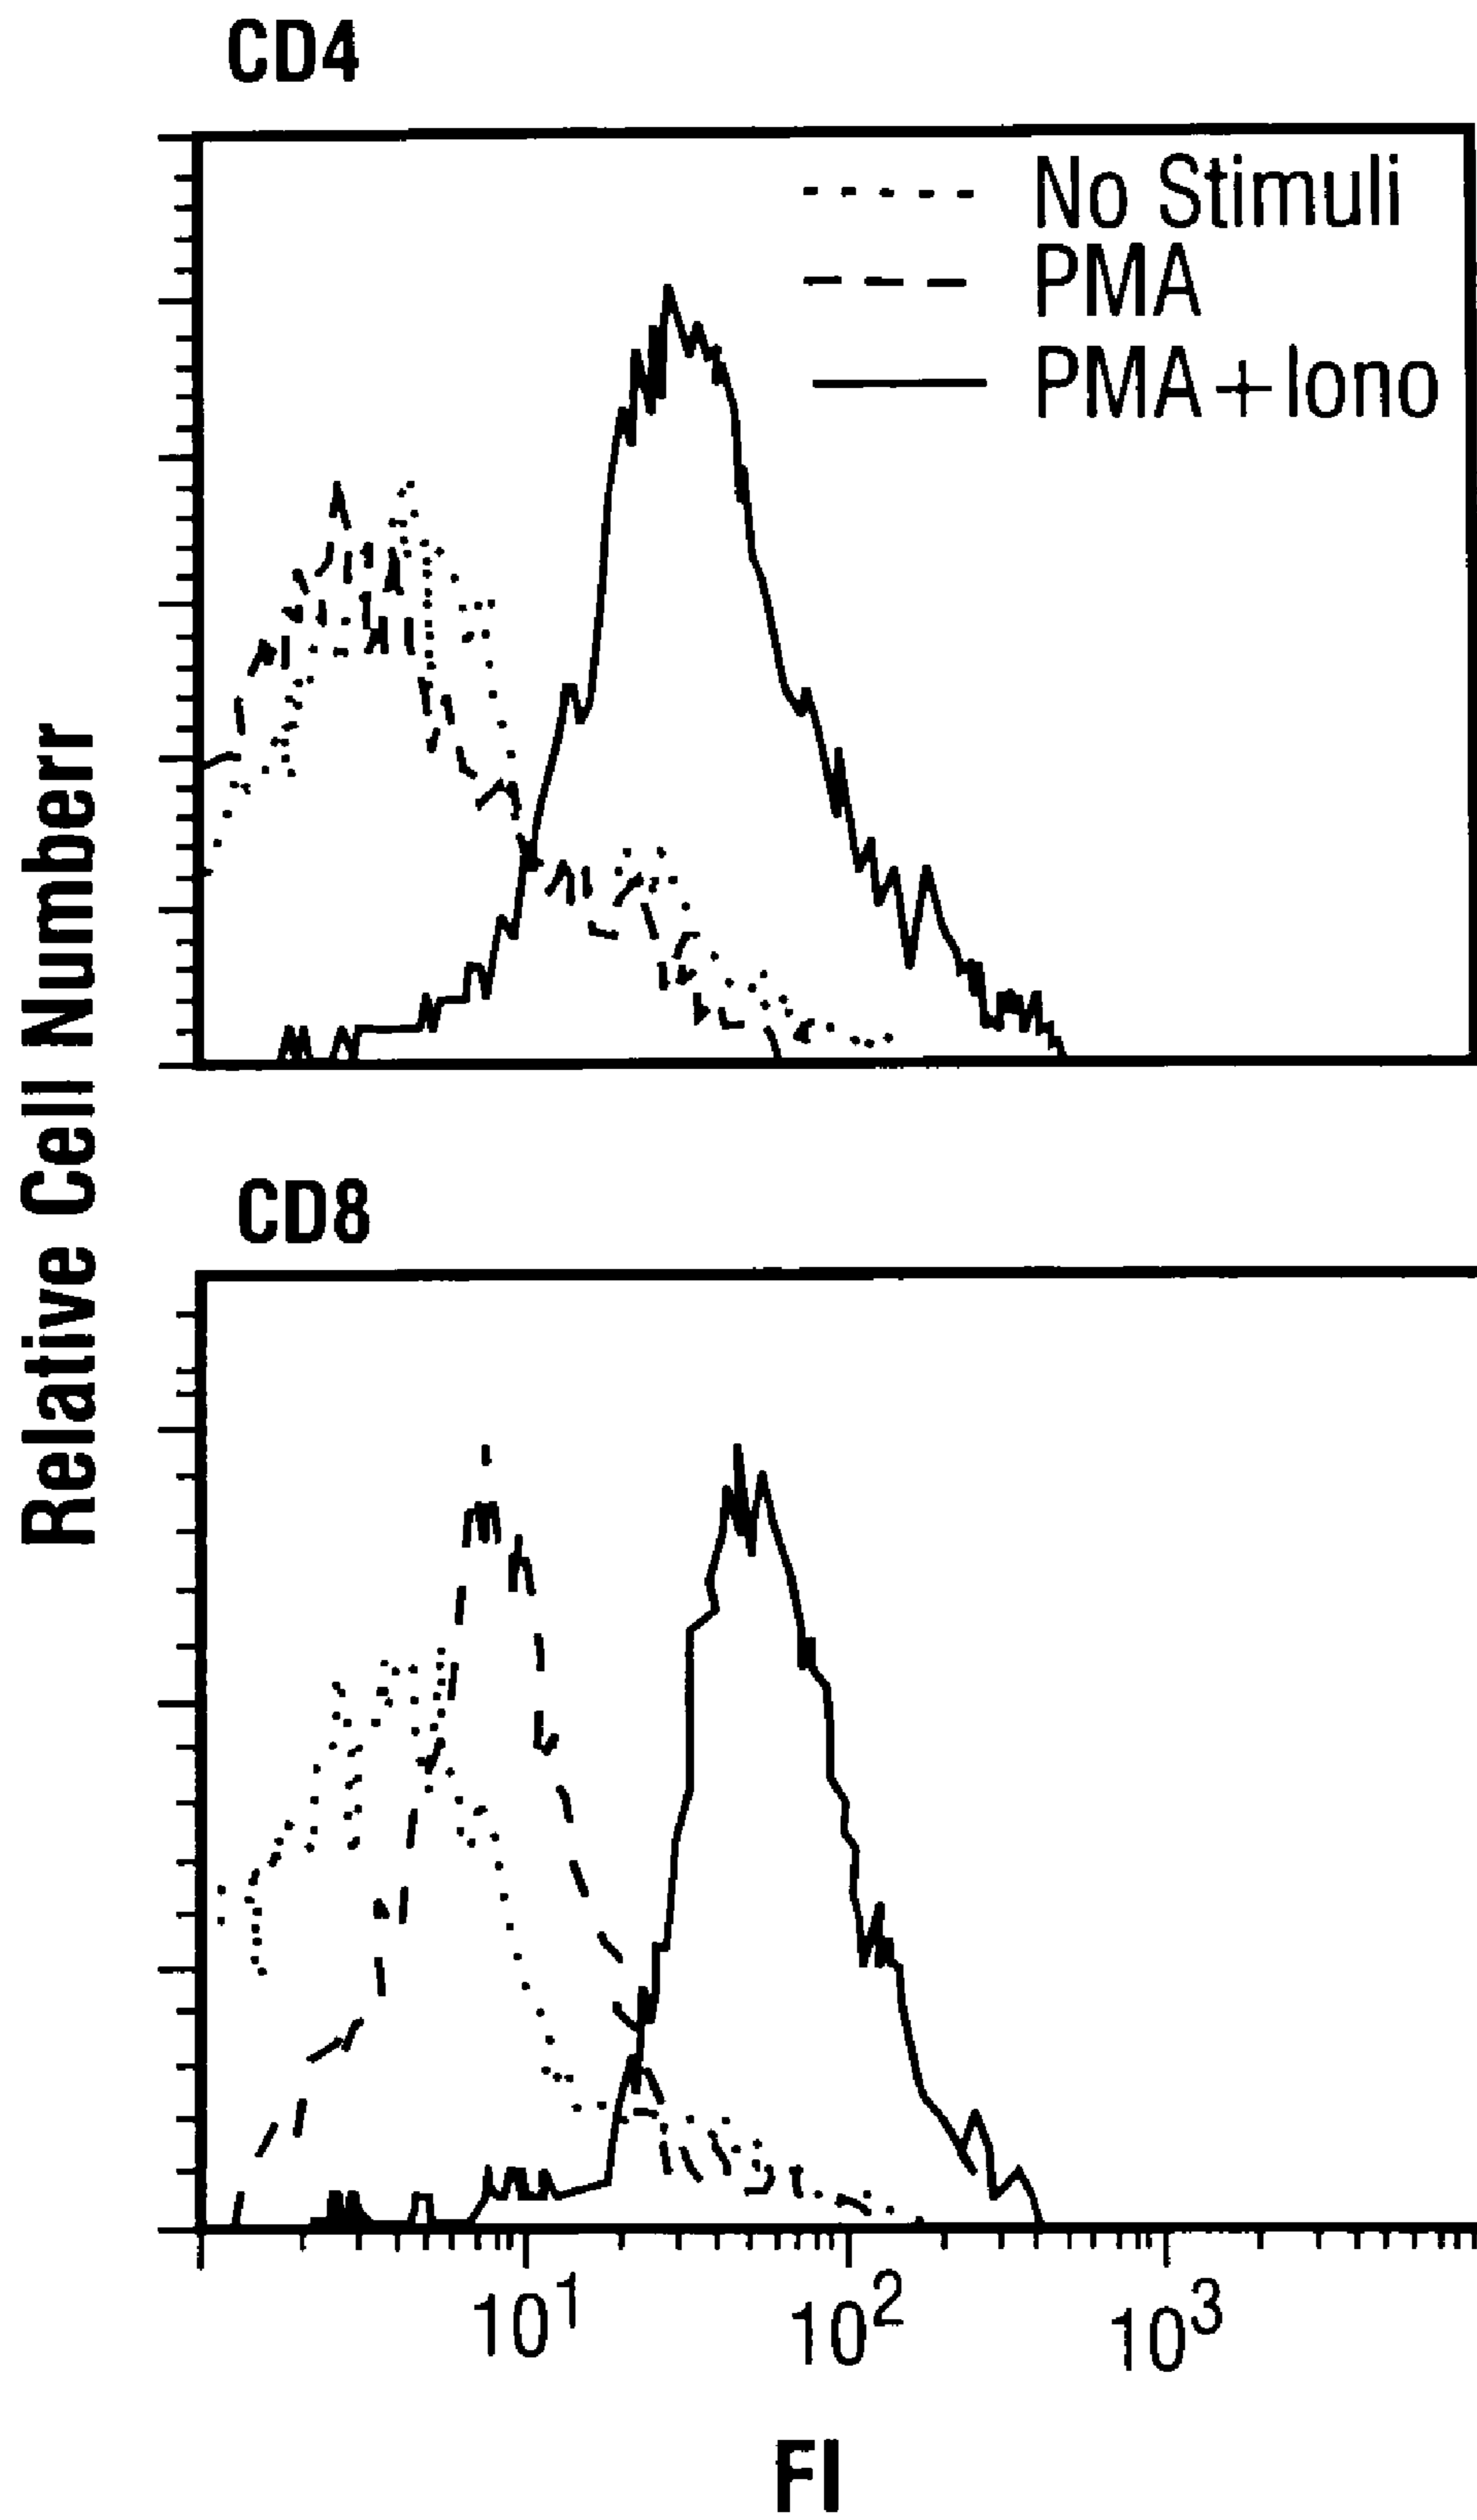 CD4
No Stimuli
PMA
PMA+Iono
Relative Cell Numberr
CD8
10¹ 10² 10³
FI